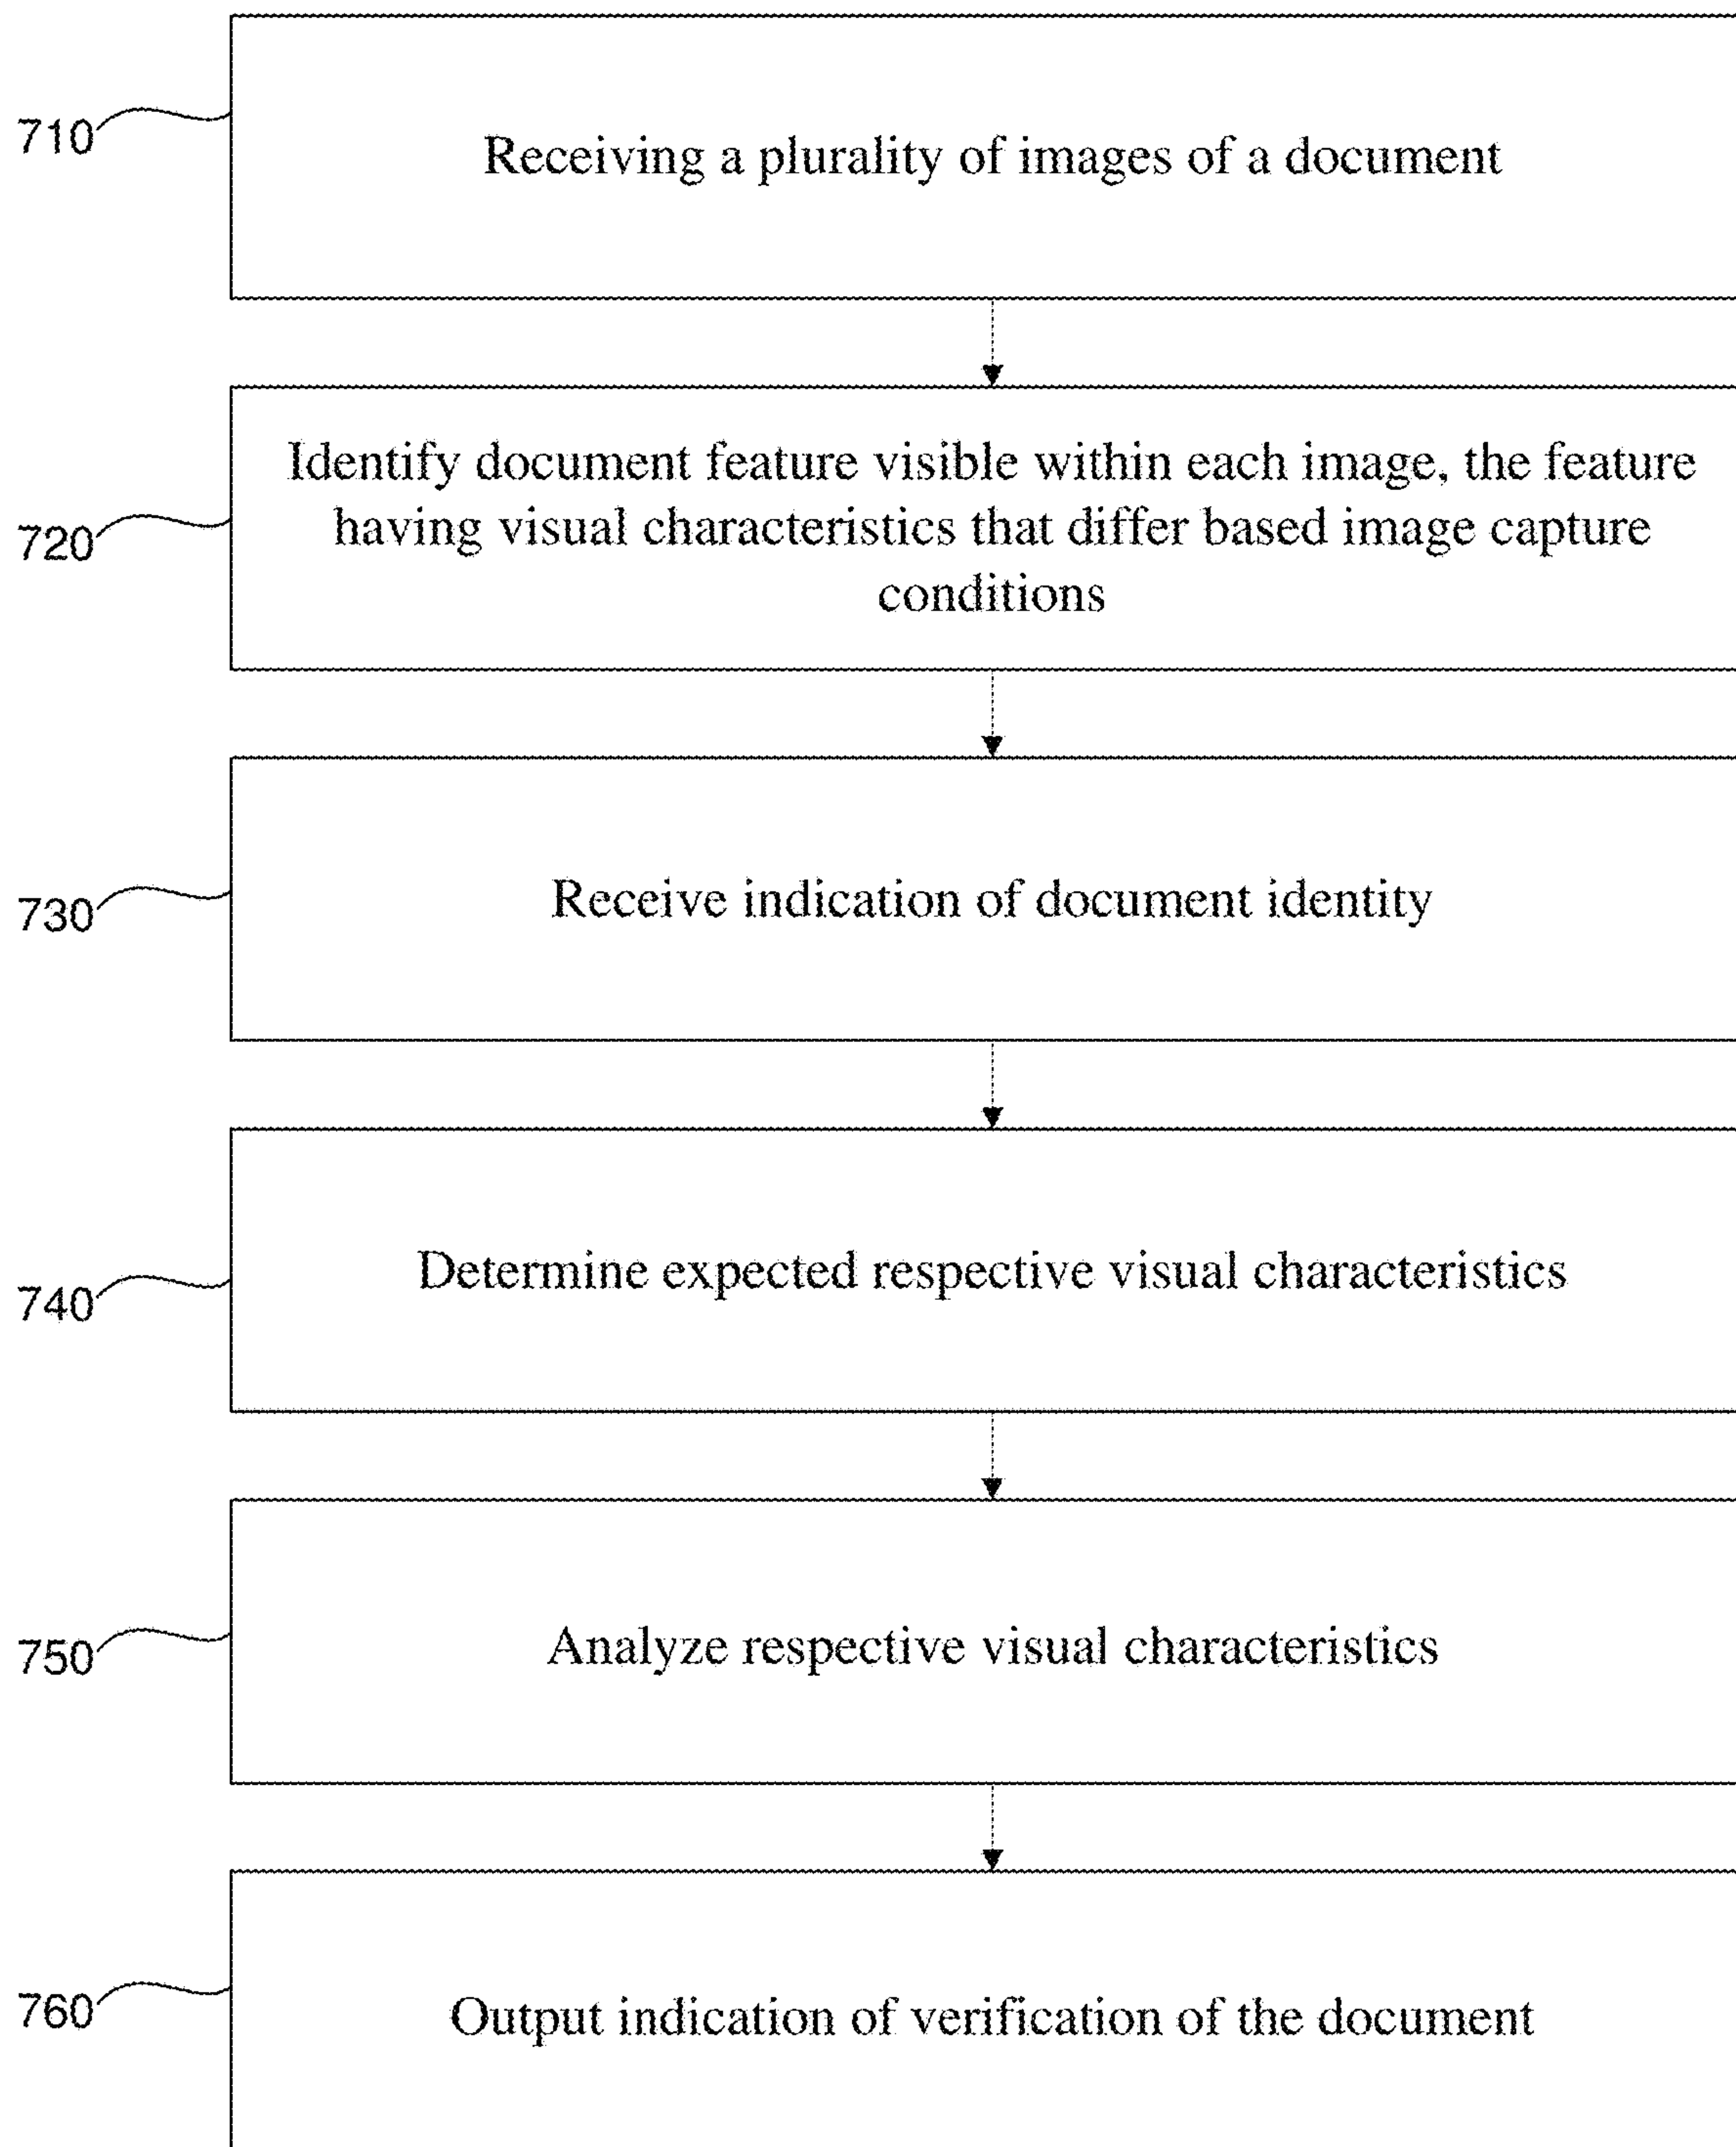 710
Receiving a plurality of images of a document
Identify document feature visible within each image, the feature
720
having visual characteristics that differ based image capture
conditions
730
Receive indication of document identity
740
Determine expected respective visual characteristics
750
Analyze respective visual characteristics
760
Output indication of verification of the document